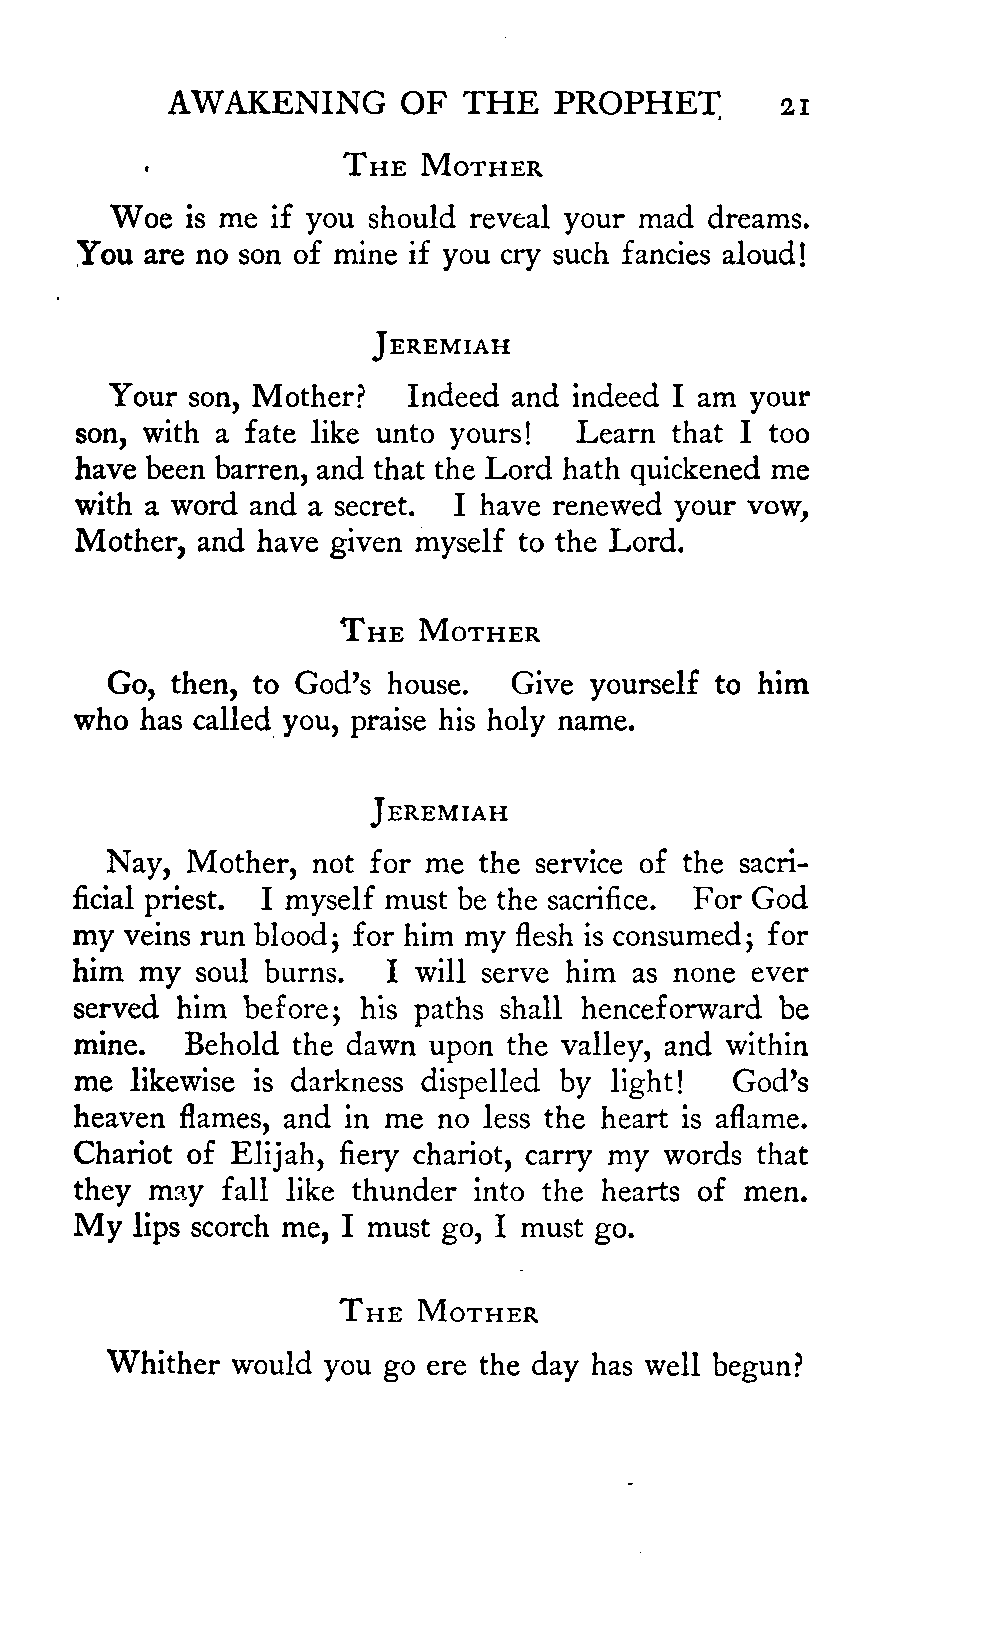 AWAKENING OF THE PROPHET 21
THE MOTHER
Woe is me if you should reveal your mad dreams.
You are no son of mine if you cry such fancies aloud!
JEREMIAH
Your son, Mother? Indeed and indeed I am your
son, with a fate like unto yours! Learn that I too
have been barren, and that the Lord hath quickened me
with a word and a secret. I have renewed your vow,
Mother, and have given myself to the Lord.
THE MOTHER
Go, then, to God's house. Give yourself to him
who has called you, praise his holy name.
JEREMIAH
Nay, Mother, not for me the service of the sacri-
ficial priest. I myself must be the sacrifice. For God
my veins run blood; for him my flesh is consumed; for
him my soul burns. I will serve him as none ever
served him before; his paths shall henceforward be
mine. Behold the dawn upon the valley, and within
me likewise is darkness dispelled by light! God's
heaven flames, and in me no less the heart is aflame.
Chariot of Elijah, fiery chariot, carry my words that
they may fall like thunder into the hearts of men.
My lips scorch me, I must go, I must go.
THE MOTHER
Whither would you go ere the day has well begun?